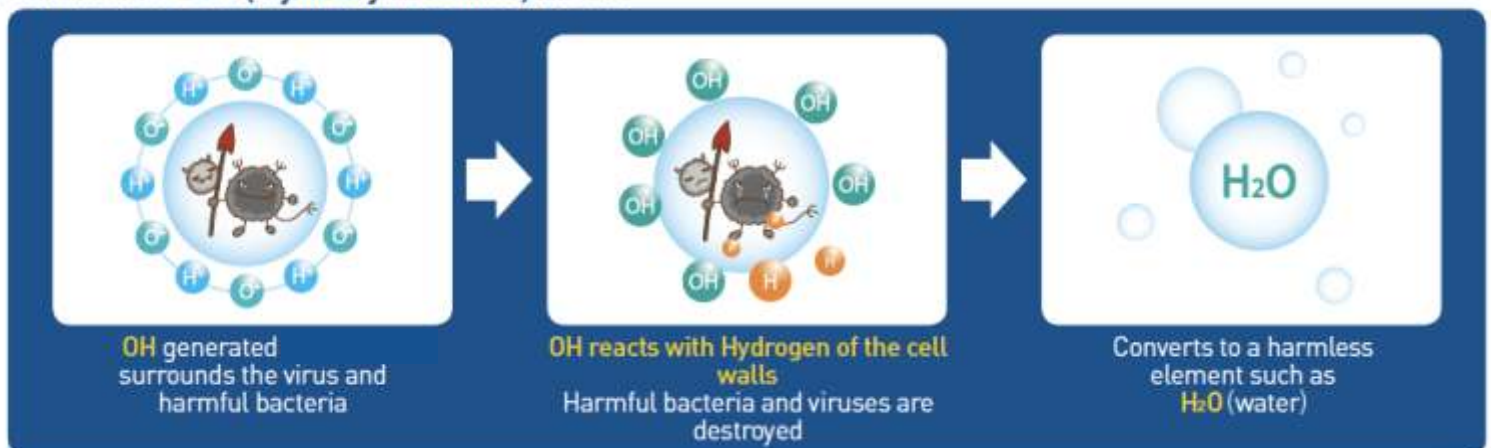 H+ O- H+ O- H+ O- H+ O- H+ O- H+ O-
OH OH OH OH OH OH H H H H
H2O
OH generated
surrounds the virus and
harmful bacteria
OH reacts with Hydrogen of the cell
walls
Harmful bacteria and viruses are
destroyed
Converts to a harmless
element such as
H2O (water)